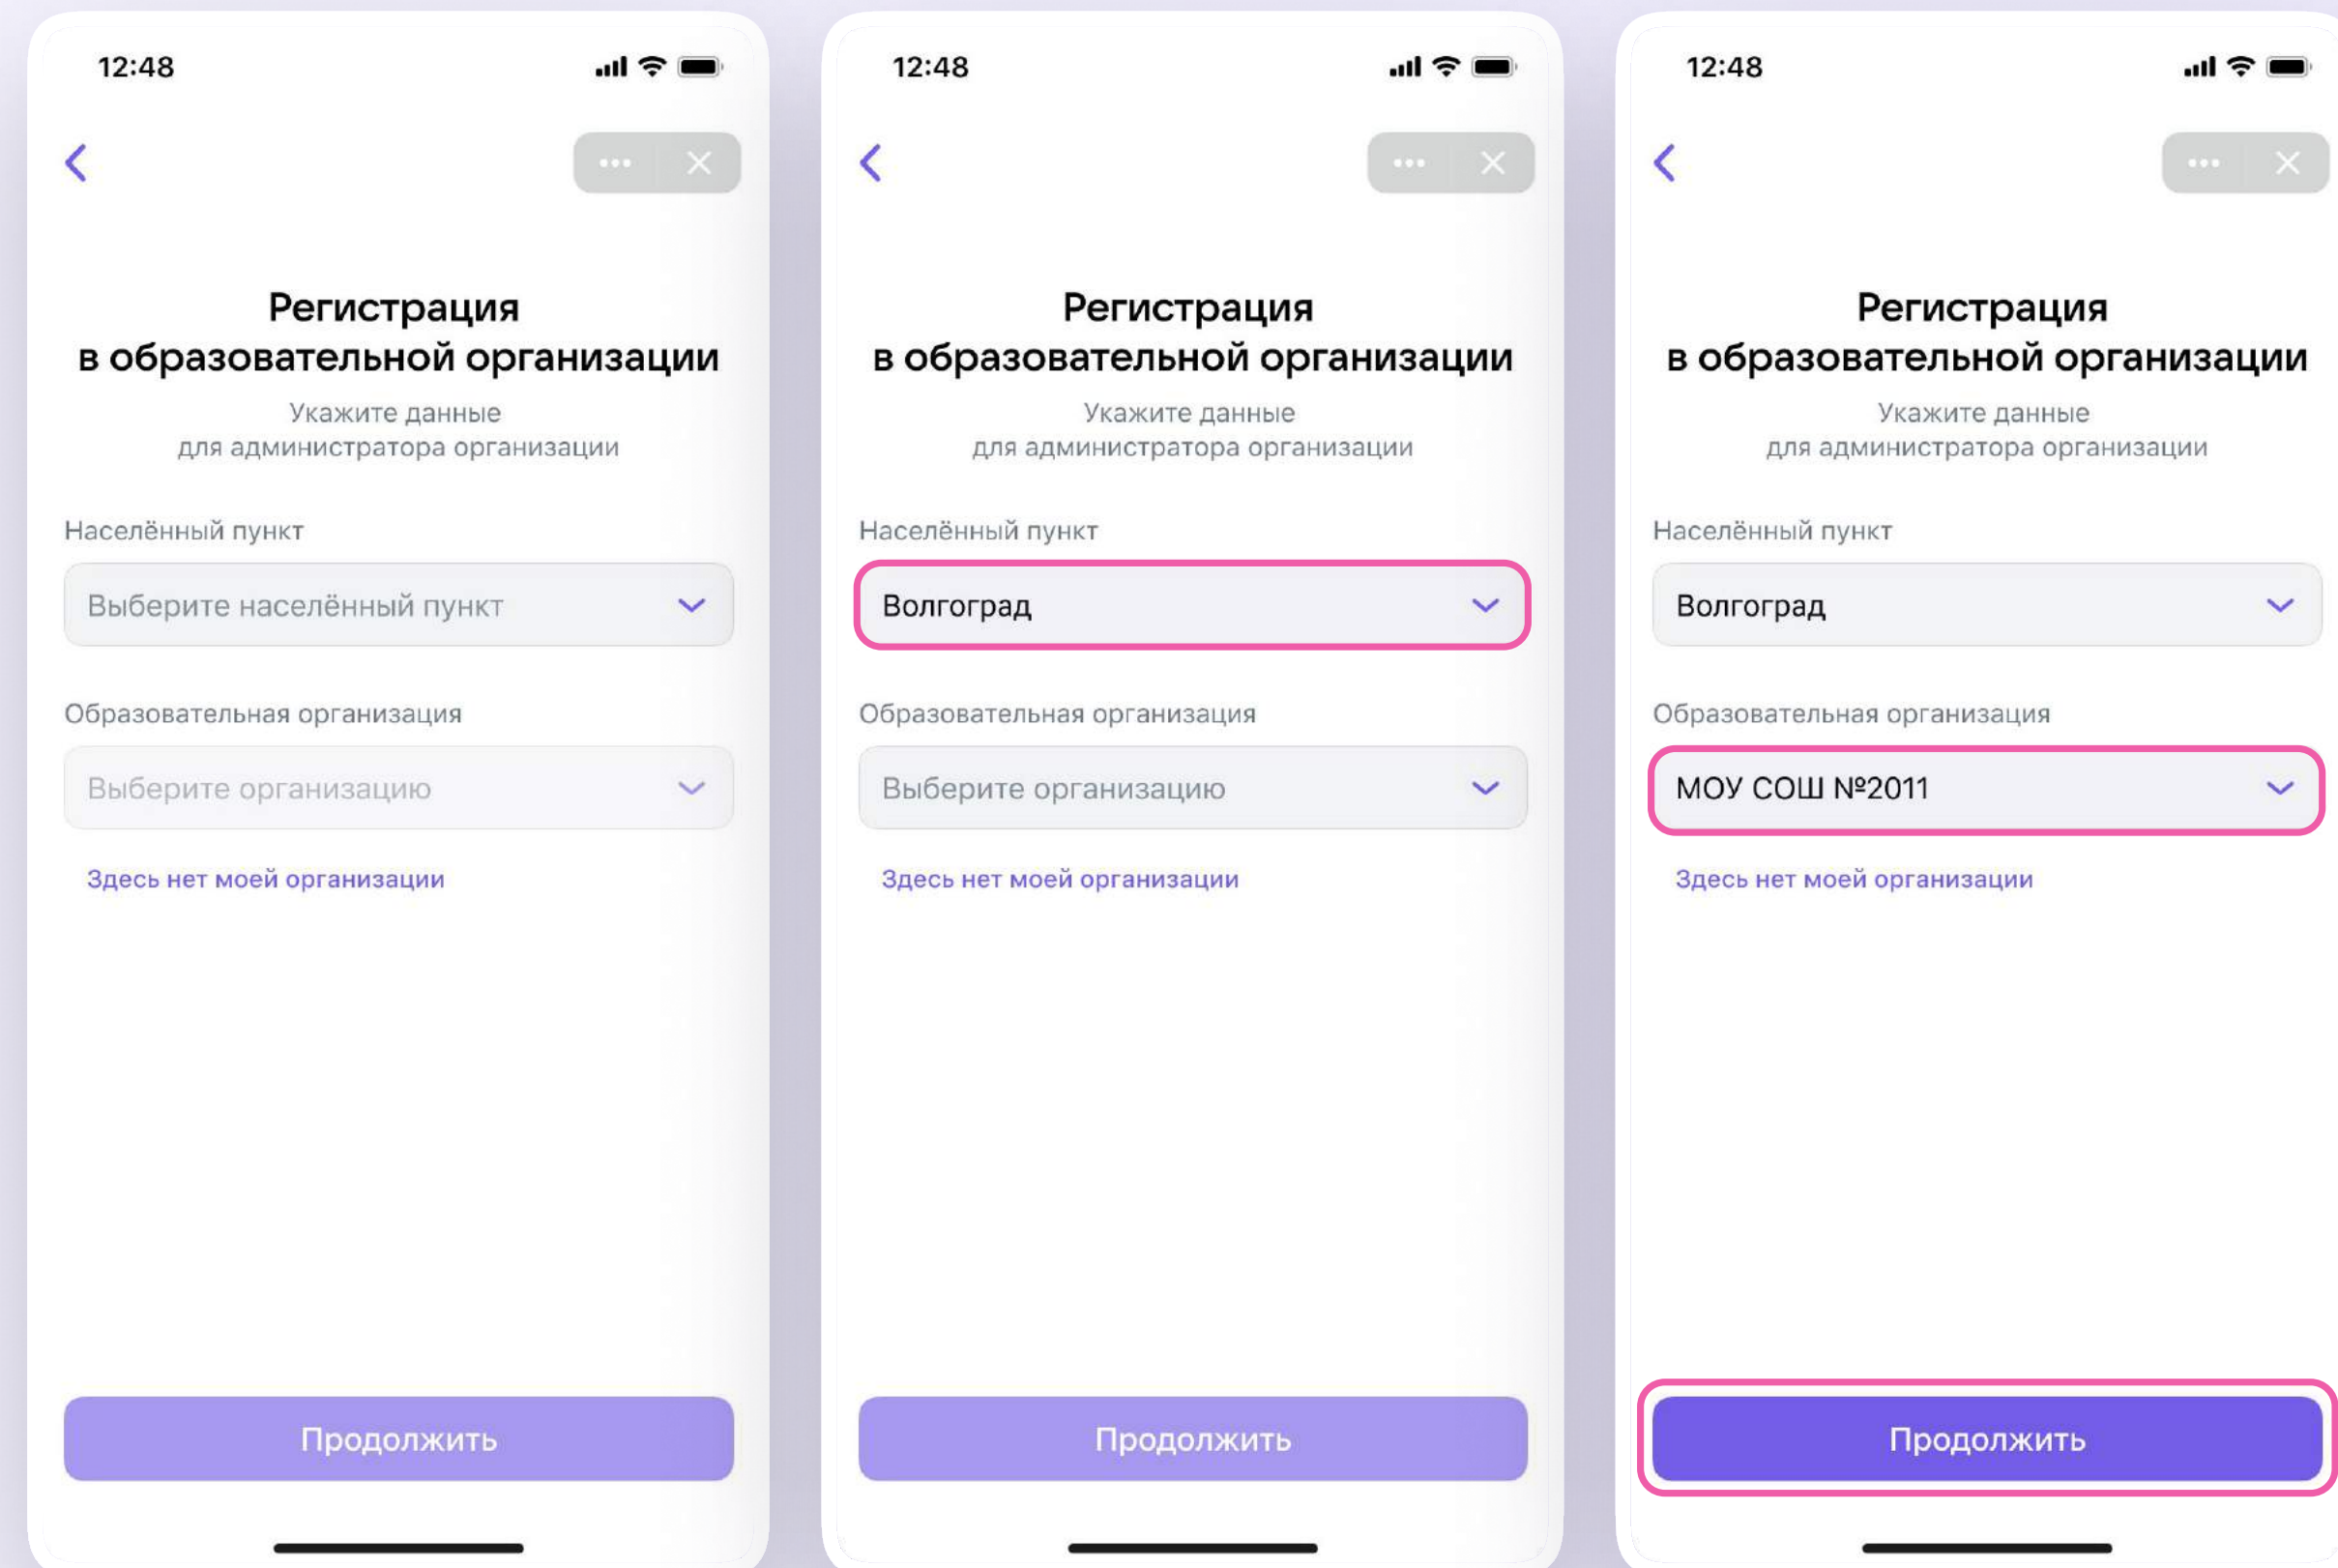 12:48
Регистрация
в образовательной организации
Укажите данные
для администратора организации
Населённый пункт
Выберите населённый пункт
Образовательная организация
Выберите организацию
Здесь нет моей организации
Продолжить
12:48
Регистрация
в образовательной организации
Укажите данные
для администратора организации
Населённый пункт
Волгоград
Образовательная организация
Выберите организацию
Здесь нет моей организации
Продолжить
12:48
Регистрация
в образовательной организации
Укажите данные
для администратора организации
Населённый пункт
Волгоград
Образовательная организация
МОУ СОШ №2011
Здесь нет моей организации
Продолжить